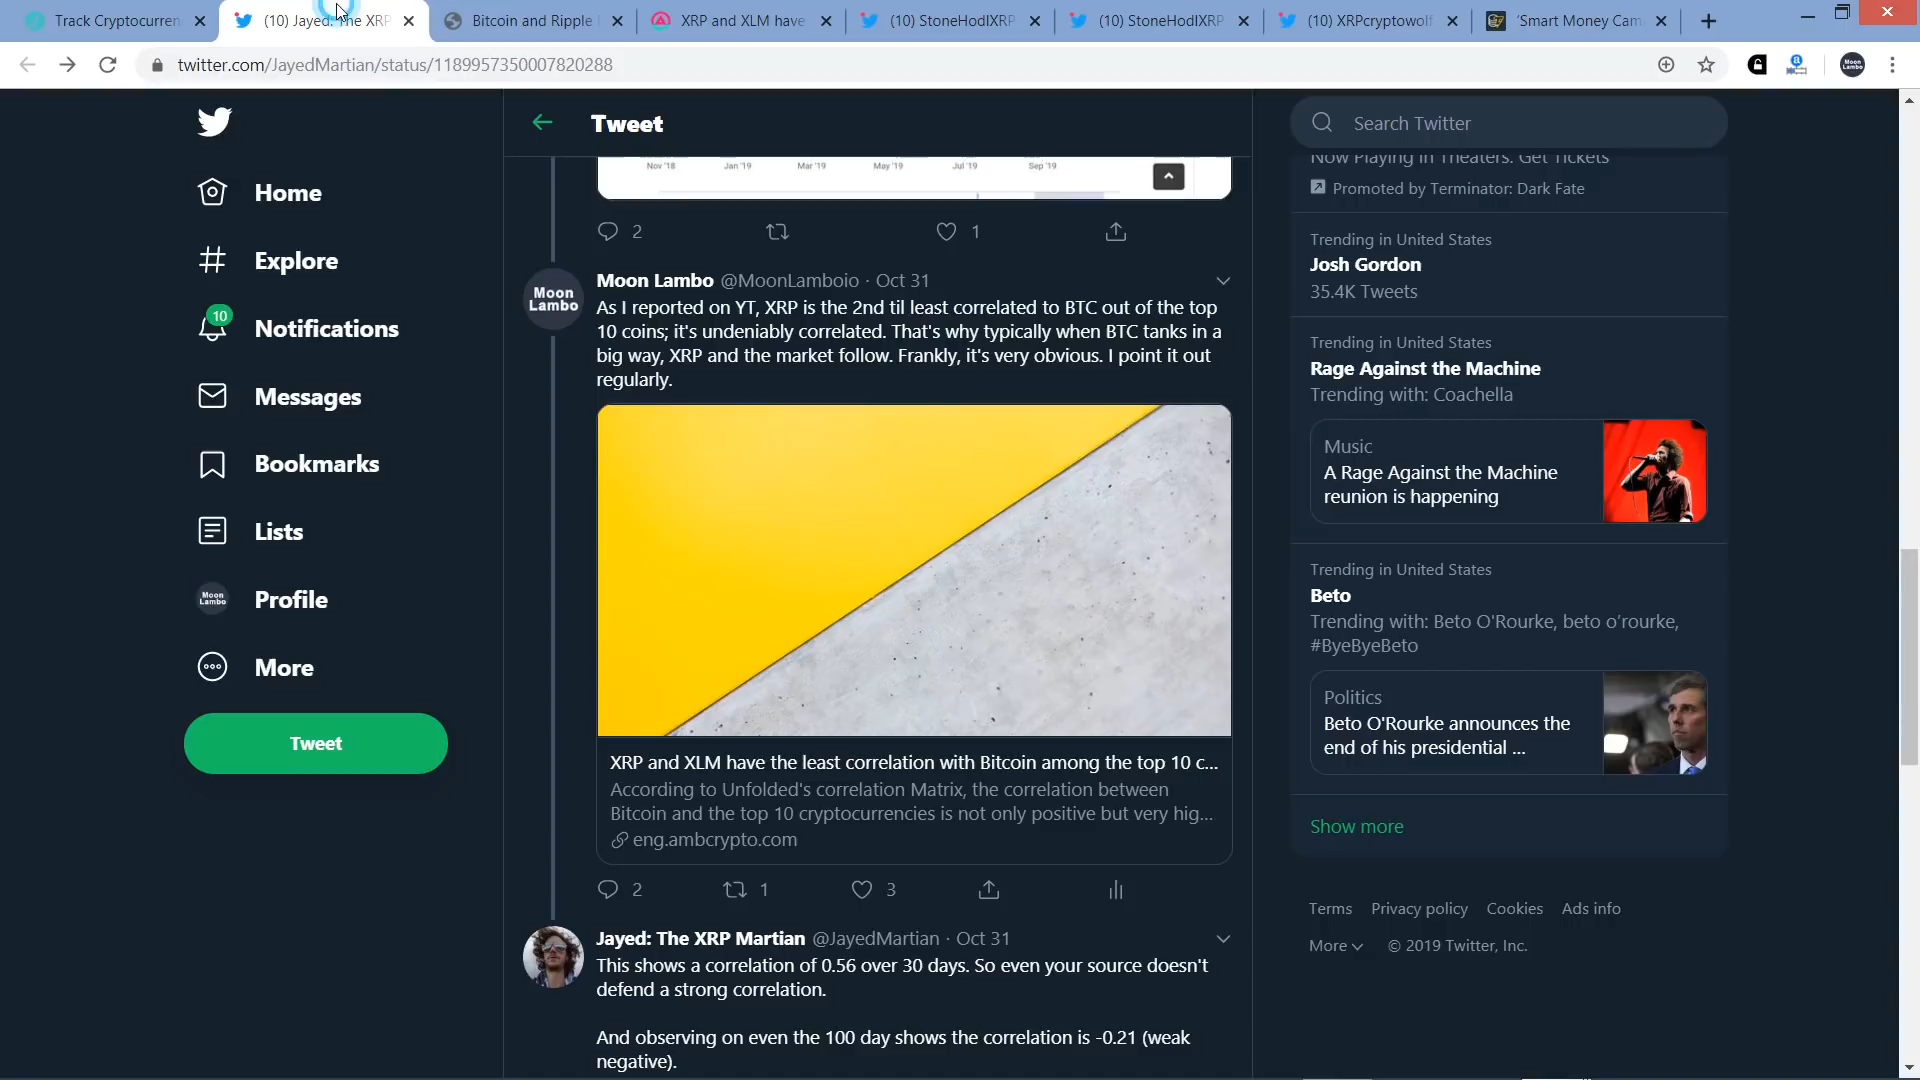 Track Cryptocurren
(10) Jayed: The XRP
Bitcoin and Ripple
XRP and XLM have
(10) StoneHodlXRP
(10) StoneHodlXRP
(10) XRPcryptowolf
'Smart Money Cam
twitter.com/JayedMartian/status/1189957350007820288
Moon
Lambo
Home
Explore
10
Notifications
Messages
Bookmarks
Lists
Moon
Lambo
Profile
More
Tweet
Tweet
Nov '18 Jan '19 Mar '19 May '19 Jul '19 Sep '19
2 1
Moon
Lambo
Moon Lambo @MoonLamboio · Oct 31
As I reported on YT, XRP is the 2nd til least correlated to BTC out of the top
10 coins; it's undeniably correlated. That's why typically when BTC tanks in a
big way, XRP and the market follow. Frankly, it's very obvious. I point it out
regularly.
XRP and XLM have the least correlation with Bitcoin among the top 10 c...
According to Unfolded's correlation Matrix, the correlation between
Bitcoin and the top 10 cryptocurrencies is not only positive but very hig...
eng.ambcrypto.com
2 1 3
Jayed: The XRP Martian @JayedMartian · Oct 31
This shows a correlation of 0.56 over 30 days. So even your source doesn't
defend a strong correlation.
And observing on even the 100 day shows the correlation is -0.21 (weak
negative).
Search Twitter
Now Playing in Theaters. Get Tickets
Promoted by Terminator: Dark Fate
Trending in United States
Josh Gordon
35.4K Tweets
Trending in United States
Rage Against the Machine
Trending with: Coachella
Music
A Rage Against the Machine
reunion is happening
Trending in United States
Beto
Trending with: Beto O'Rourke, beto o'rourke,
#ByeByeBeto
Politics
Beto O'Rourke announces the
end of his presidential ...
Show more
Terms Privacy policy Cookies Ads info
More © 2019 Twitter, Inc.